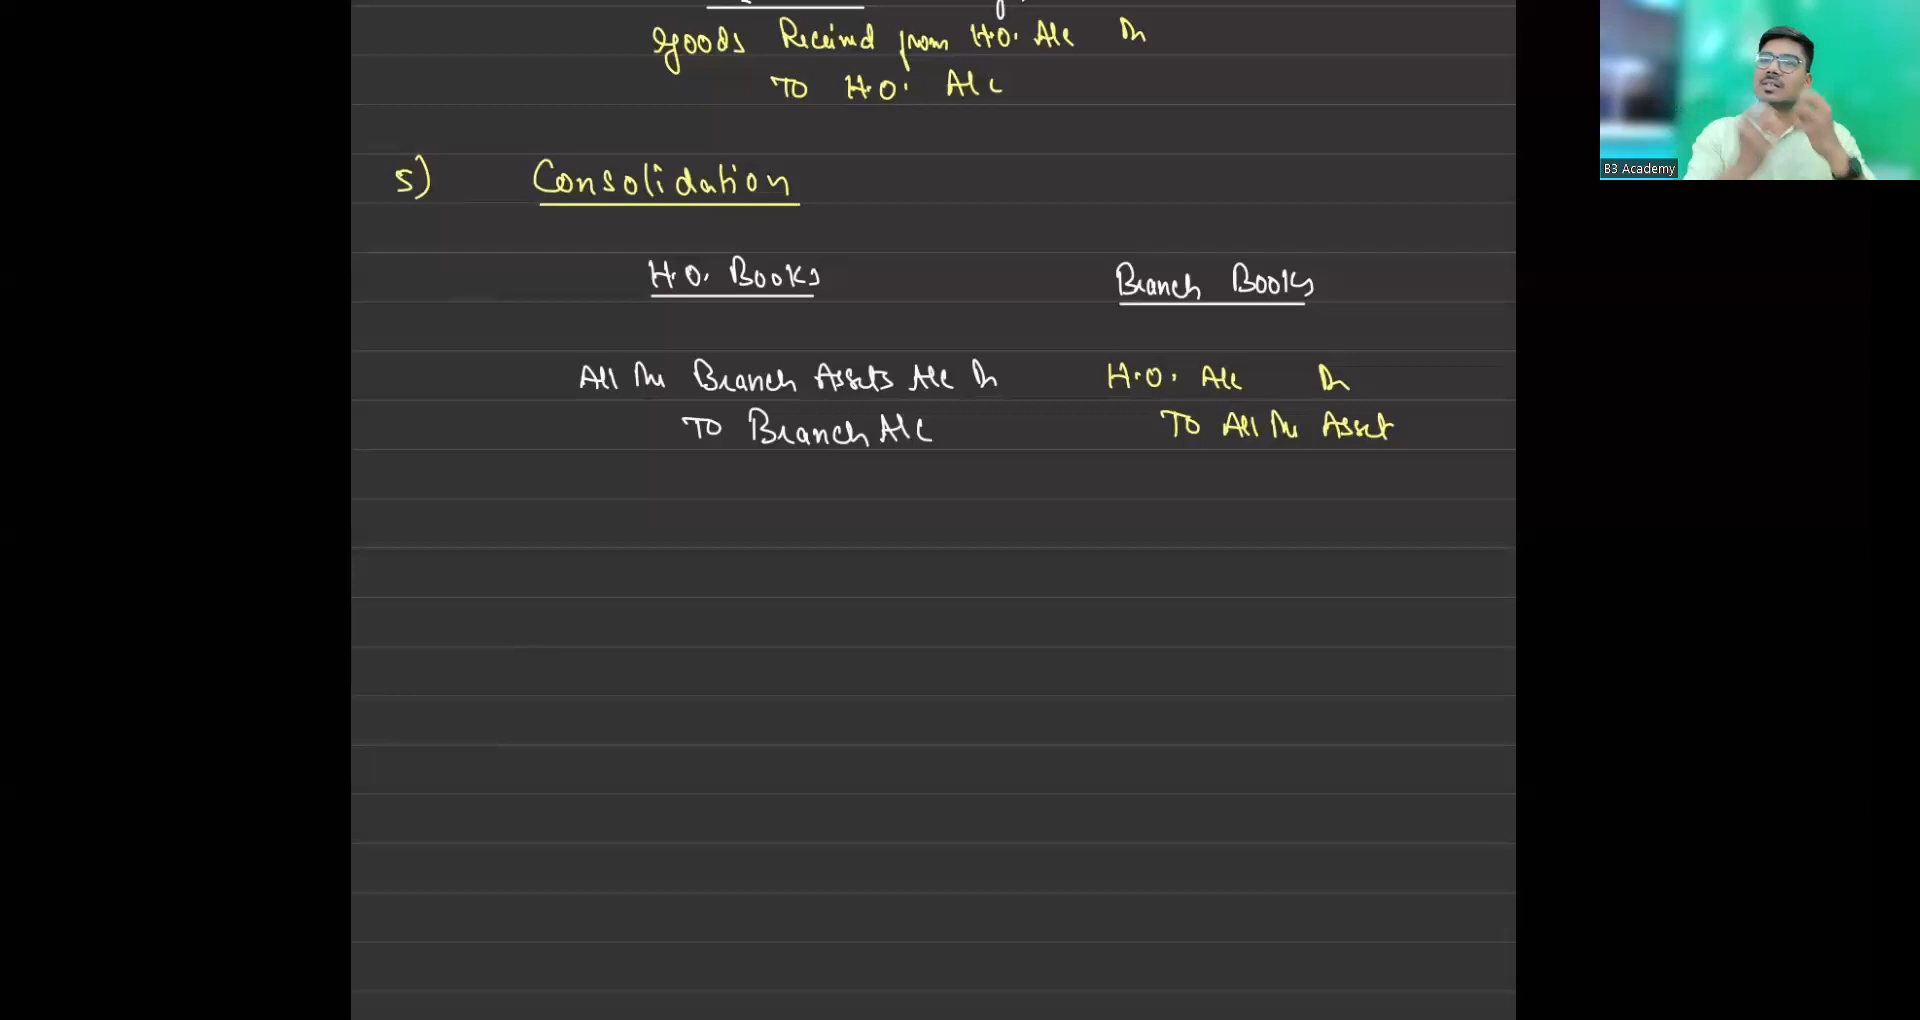 Goods Received from H.O. A/c Dr
To H.O. A/c
B3 Academy
5) Consolidation
H.O. Books Branch Books
All the Branch Assets A/c Dr H.O. A/c Dr
To Branch A/c To All the Asset